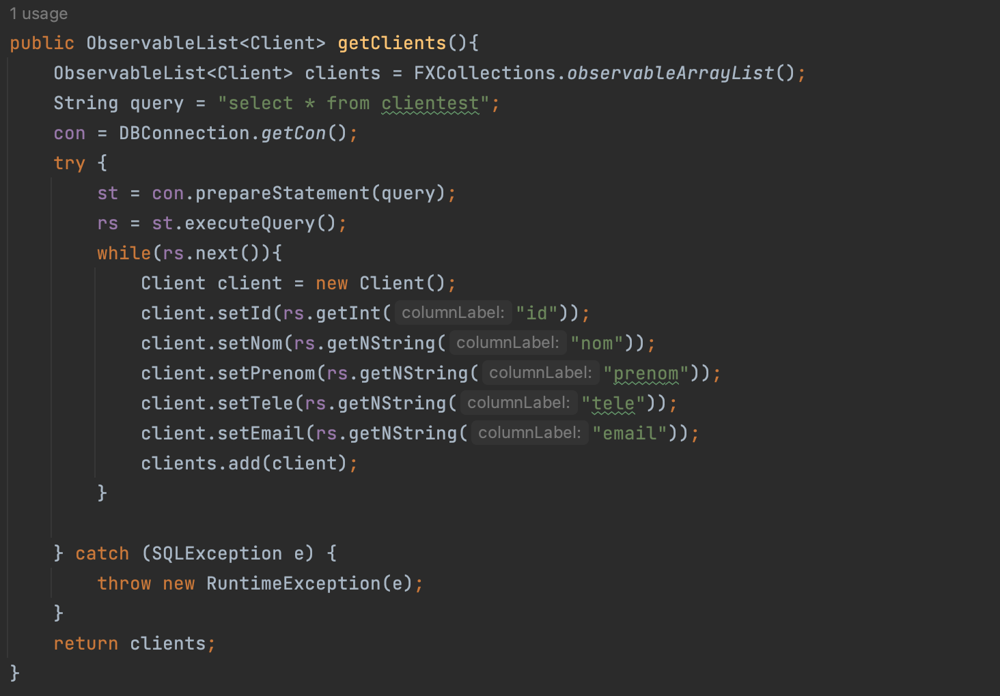 1 usage
public ObservableList<Client> getClients(){
ObservableList<Client> clients = FXCollections.observableArrayList();
String query = "select * from clientest";
con = DBConnection.getCon();
try {
st = con.prepareStatement(query);
rs = st.executeQuery();
while(rs.next()){
Client client = new Client();
client.setId(rs.getInt( columnLabel: "id"));
client.setNom(rs.getNString( columnLabel: "nom"));
client.setPrenom(rs.getNString( columnLabel: "prenom"));
client.setTele(rs.getNString( columnLabel: "tele"));
client.setEmail(rs.getNString( columnLabel: "email"));
clients.add(client);
}
} catch (SQLException e) {
throw new RuntimeException(e);
}
return clients;
}